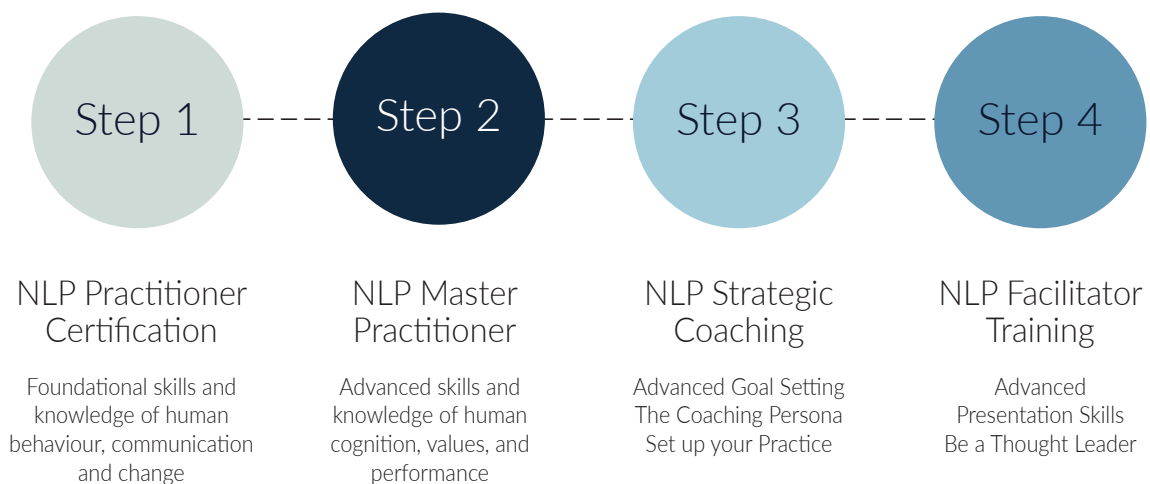 Step 1
Step 2
Step 3
Step 4
NLP Practitioner
Certification
Foundational skills and
knowledge of human
behaviour, communication
and change
NLP Master
Practitioner
Advanced skills and
knowledge of human
cognition, values, and
performance
NLP Strategic
Coaching
Advanced Goal Setting
The Coaching Persona
Set up your Practice
NLP Facilitator
Training
Advanced
Presentation Skills
Be a Thought Leader